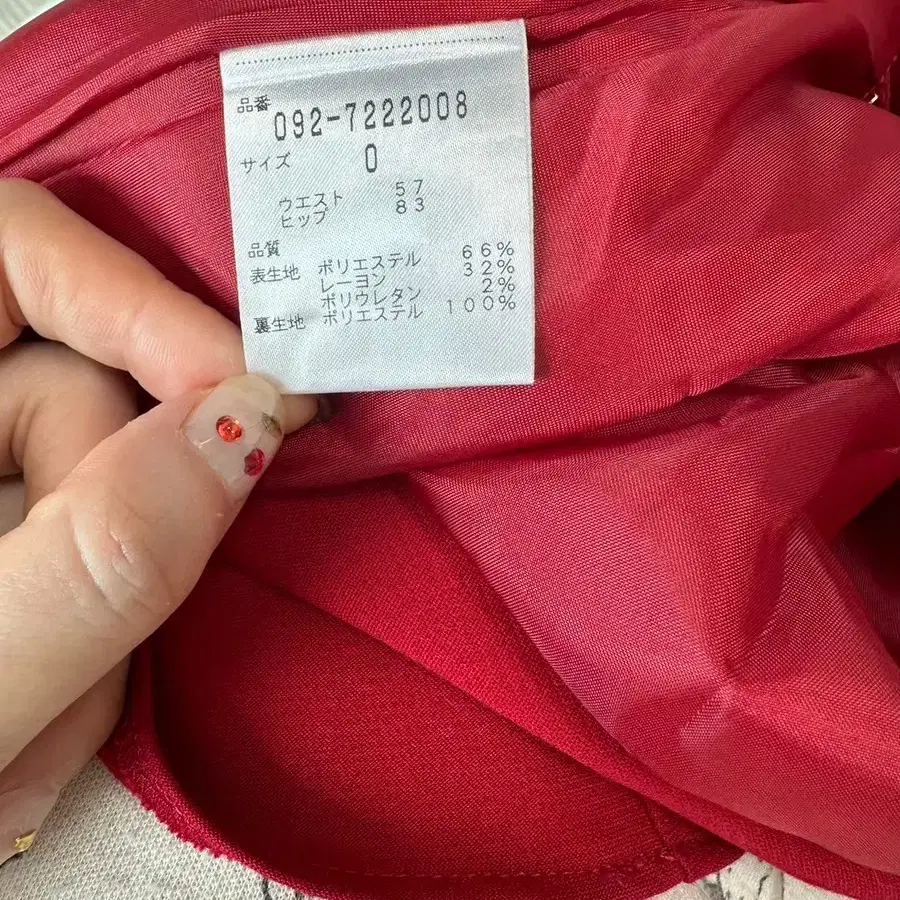 品番
092-7222008
サイズ 0
ウエスト 57
ヒップ 83
品質
表生地 ポリエステル 66%
レーヨン 32%
ポリウレタン 2%
裏生地 ポリエステル 100%